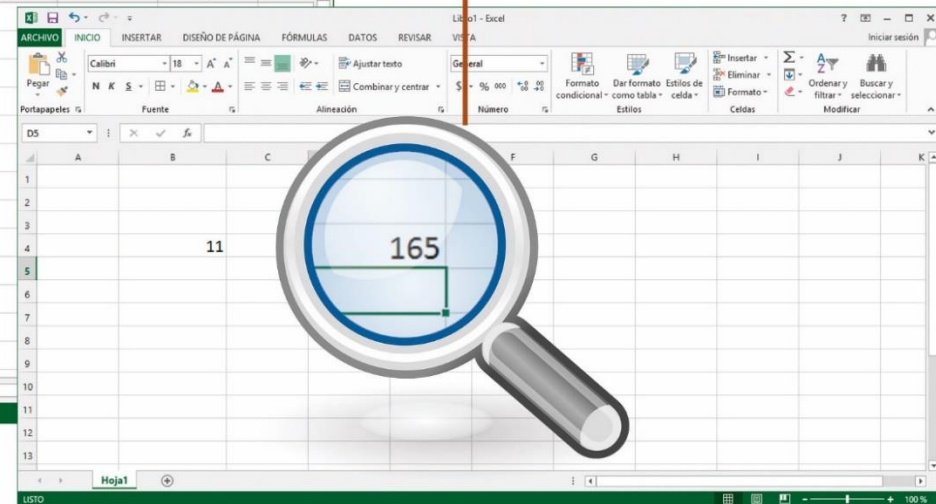 Libro1 - Excel
ARCHIVO INICIO INSERTAR DISEÑO DE PÁGINA FÓRMULAS DATOS REVISAR VISTA Iniciar sesión
Calibri 18 Ajustar texto General
Pegar N K S Combinar y centrar $ % 000 Formato condicional Dar formato como tabla Estilos de celda Insertar Eliminar Formato Ordenar y filtrar Buscar y seleccionar
Portapapeles Fuente Alineación Número Estilos Celdas Modificar
D5 fx
A B C F G H I J K
1
2
3
4 11 165
5
6
7
8
9
10
11
12
13
Hoja1
LISTO 100 %